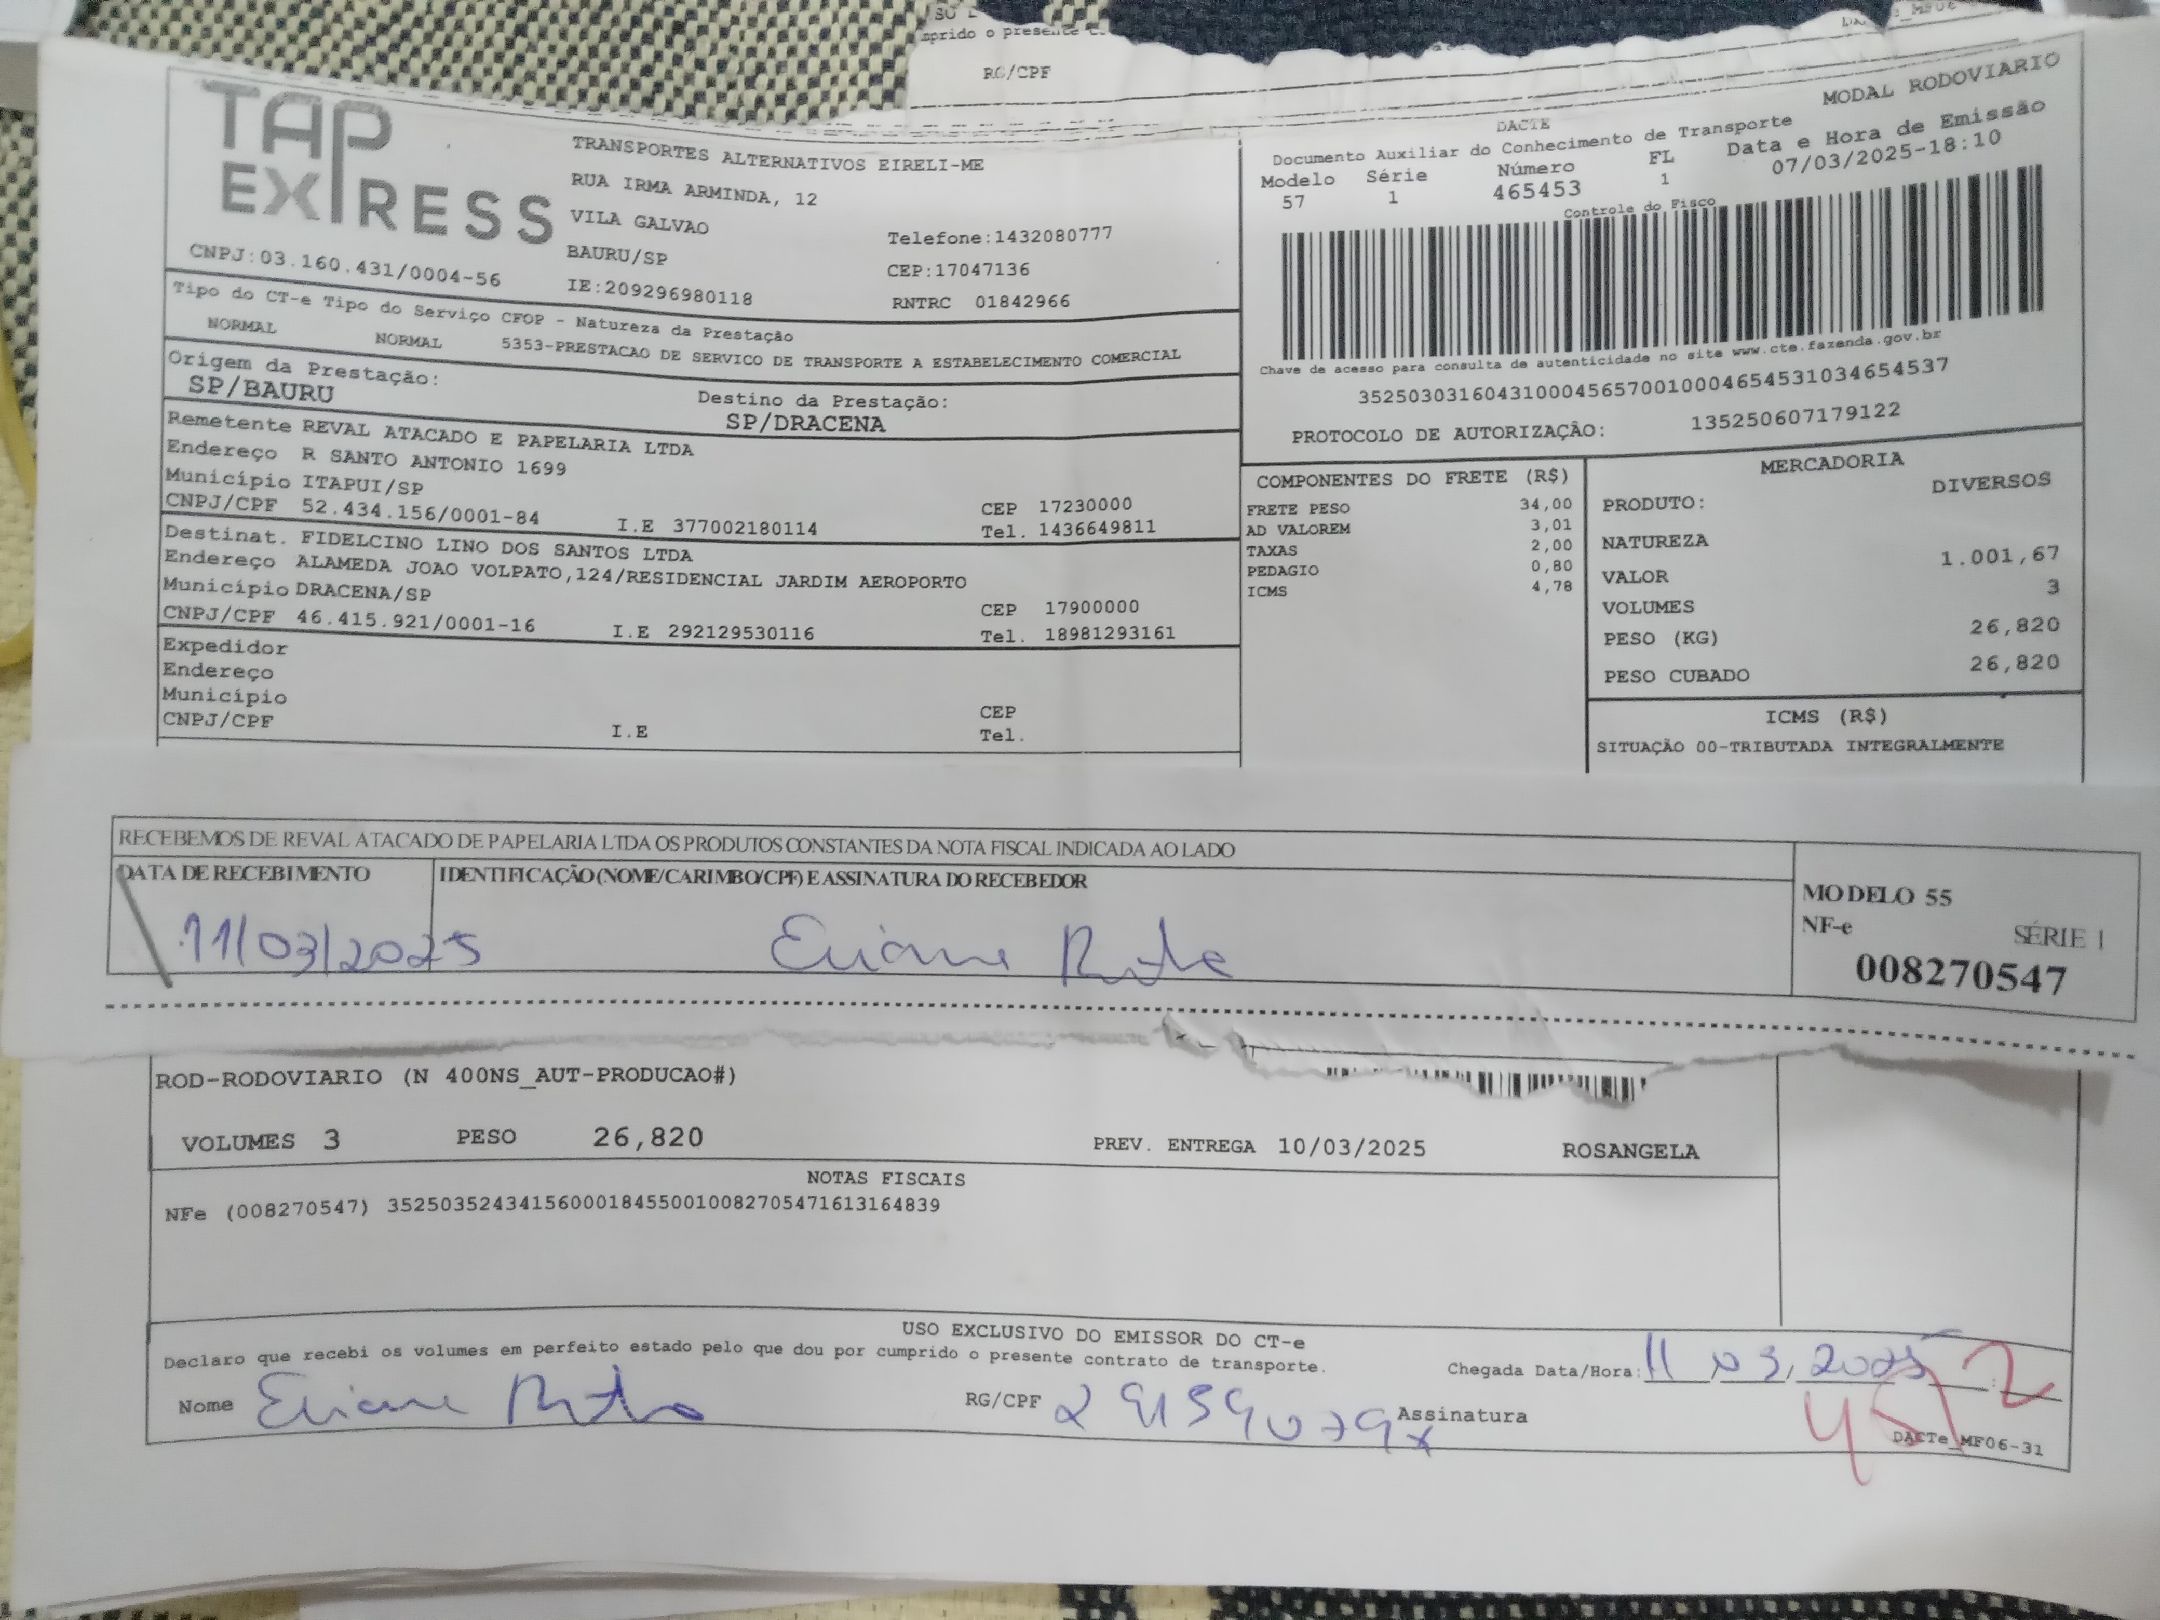 RG/CPF
TAP EXPRESS
TRANSPORTES ALTERNATIVOS EIRELI-ME
RUA IRMA ARMINDA, 12
VILA GALVAO
Telefone:1432080777
BAURU/SP
CEP:17047136
CNPJ:03.160.431/0004-56
IE:209296980118
RNTRC 01842966
Tipo do CT-e Tipo do Serviço CFOP - Natureza da Prestação
NORMAL NORMAL 5353-PRESTACAO DE SERVICO DE TRANSPORTE A ESTABELECIMENTO COMERCIAL
Origem da Prestação:
SP/BAURU
Destino da Prestação:
SP/DRACENA
Remetente REVAL ATACADO E PAPELARIA LTDA
Endereço R SANTO ANTONIO 1699
Município ITAPUI/SP
CEP 17230000
CNPJ/CPF 52.434.156/0001-84 I.E 377002180114 Tel. 1436649811
Destinat. FIDELCINO LINO DOS SANTOS LTDA
Endereço ALAMEDA JOAO VOLPATO,124/RESIDENCIAL JARDIM AEROPORTO
Município DRACENA/SP
CEP 17900000
CNPJ/CPF 46.415.921/0001-16 I.E 292129530116 Tel. 18981293161
Expedidor
Endereço
Município
CEP
CNPJ/CPF I.E Tel.
MODAL RODOVIARIO
DACTE
Documento Auxiliar do Conhecimento de Transporte
Data e Hora de Emissão
Modelo Série Número FL
57 1 465453 1 07/03/2025-18:10
Controle do Fisco
Chave de acesso para consulta de autenticidade no site www.cte.fazenda.gov.br
35250303160431000456570010004654531034654537
PROTOCOLO DE AUTORIZAÇÃO: 135250607179122
COMPONENTES DO FRETE (R$)
FRETE PESO 34,00
AD VALOREM 3,01
TAXAS 2,00
PEDAGIO 0,80
ICMS 4,78
MERCADORIA
PRODUTO: DIVERSOS
NATUREZA
VALOR 1.001,67
VOLUMES 3
PESO (KG) 26,820
PESO CUBADO 26,820
ICMS (R$)
SITUAÇÃO 00-TRIBUTADA INTEGRALMENTE
RECEBEMOS DE REVAL ATACADO DE PAPELARIA LTDA OS PRODUTOS CONSTANTES DA NOTA FISCAL INDICADA AO LADO
DATA DE RECEBIMENTO
IDENTIFICAÇÃO (NOME/CARIMBO/CPF) E ASSINATURA DO RECEBEDOR
11/03/2025
Eliane
MODELO 55
NF-e SÉRIE 1
008270547
ROD-RODOVIARIO (N 400NS_AUT-PRODUCAO#)
VOLUMES 3 PESO 26,820 PREV. ENTREGA 10/03/2025 ROSANGELA
NOTAS FISCAIS
NFe (008270547) 35250352434156000184550010082705471613164839
USO EXCLUSIVO DO EMISSOR DO CT-e
Declaro que recebi os volumes em perfeito estado pelo que dou por cumprido o presente contrato de transporte.
Chegada Data/Hora: 11 03 2025
Nome Eliane
RG/CPF 29159079x
Assinatura
DACTe_MF06-31